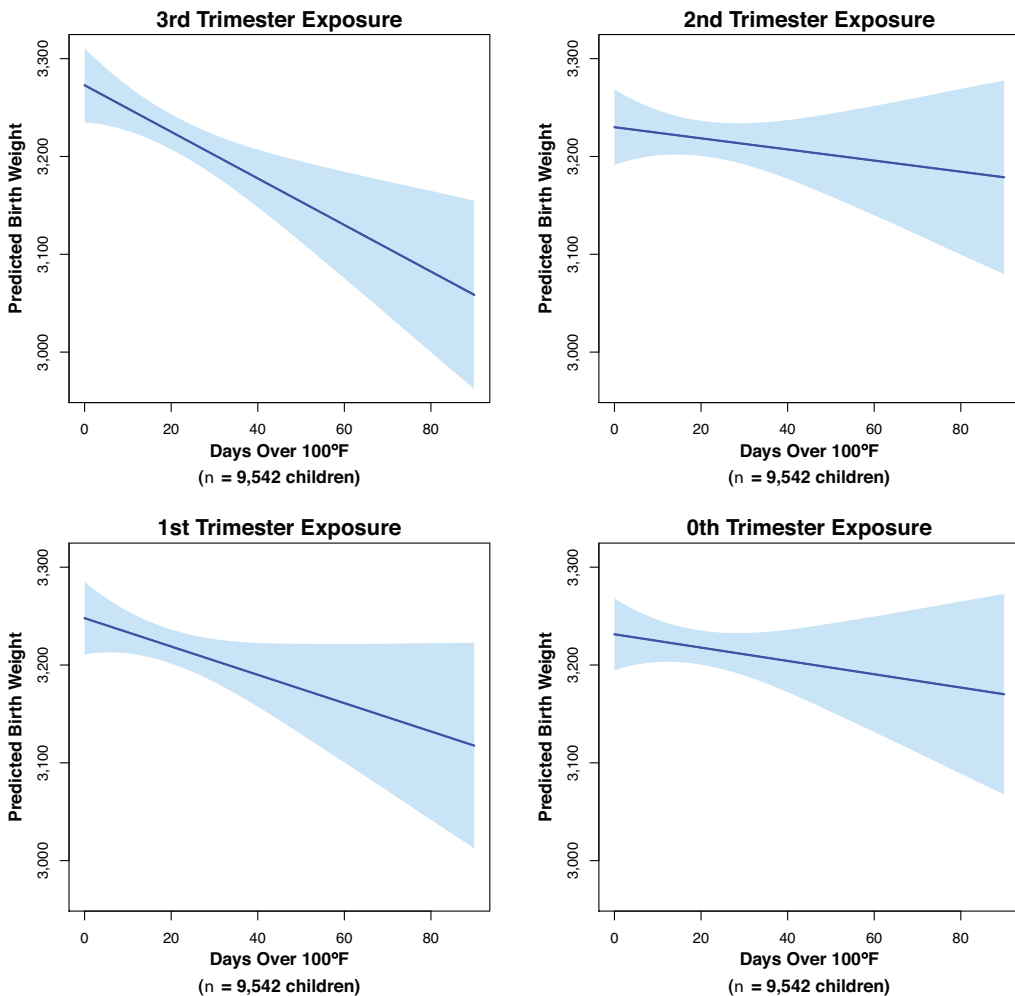 3rd Trimester Exposure
Predicted Birth Weight
3,300
3,200
3,100
3,000
0 20 40 60 80
Days Over 100ºF
(n = 9,542 children)
2nd Trimester Exposure
Predicted Birth Weight
3,300
3,200
3,100
3,000
0 20 40 60 80
Days Over 100ºF
(n = 9,542 children)
1st Trimester Exposure
Predicted Birth Weight
3,300
3,200
3,100
3,000
0 20 40 60 80
Days Over 100ºF
(n = 9,542 children)
0th Trimester Exposure
Predicted Birth Weight
3,300
3,200
3,100
3,000
0 20 40 60 80
Days Over 100ºF
(n = 9,542 children)